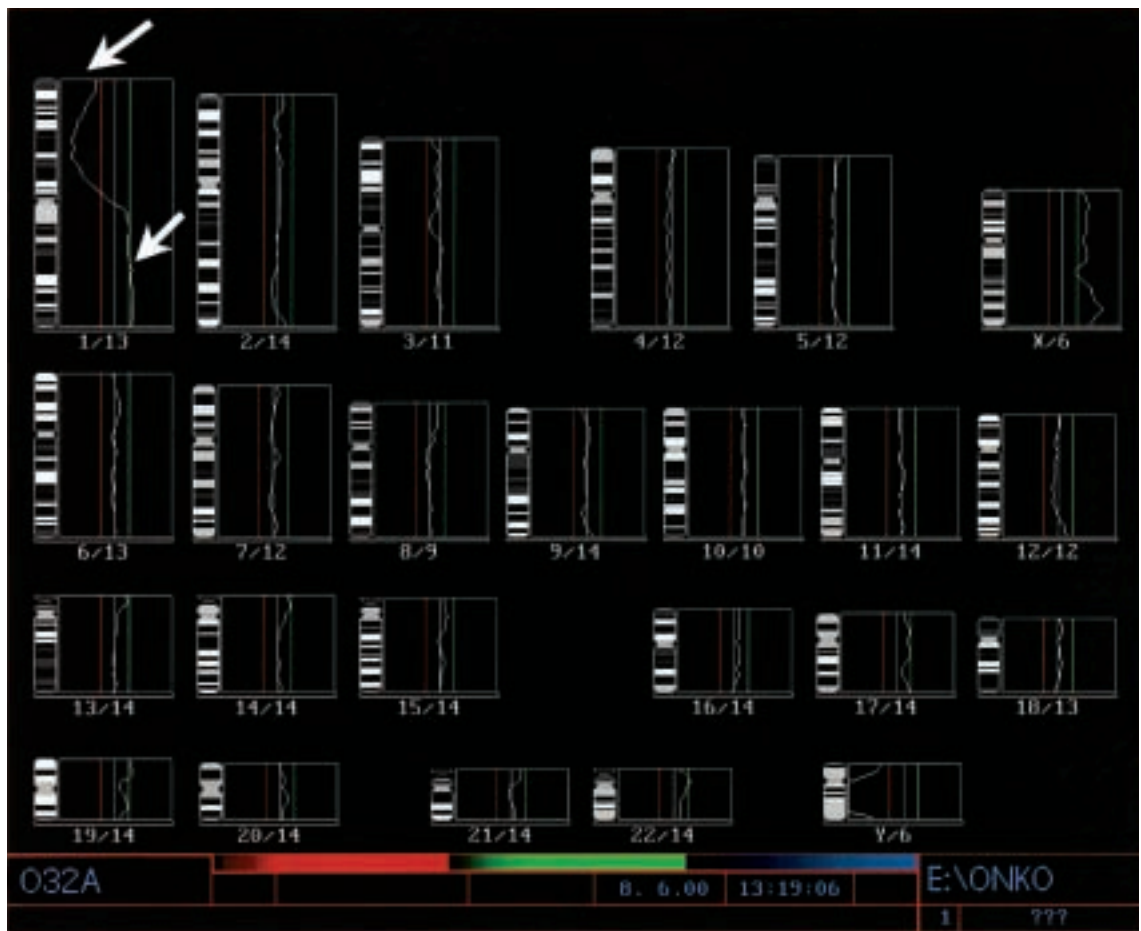 1/13 2/14 3/11 4/12 5/12 X/6
6/13 7/12 8/9 9/14 10/10 11/14 12/12
13/14 14/14 15/14 16/14 17/14 18/13
19/14 20/14 21/14 22/14 Y/6
O32A 8. 6.00 13:19:06 E:\ONKO
1 ???